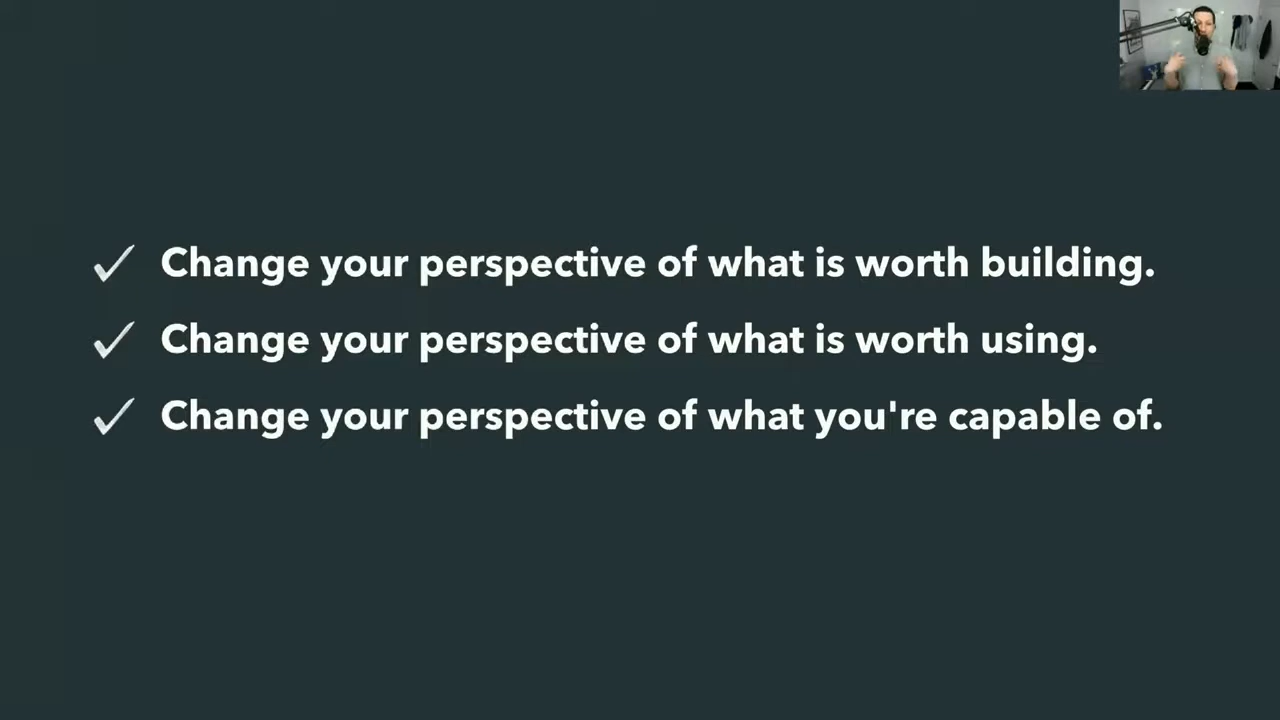 Change your perspective of what is worth building.
Change your perspective of what is worth using.
Change your perspective of what you're capable of.